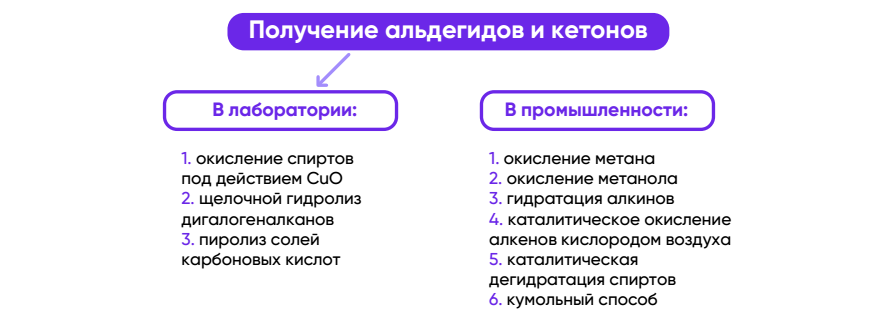 Получение альдегидов и кетонов
В лаборатории:
1. окисление спиртов
под действием CuO
2. щелочной гидролиз
дигалогеналканов
3. пиролиз солей
карбоновых кислот
В промышленности:
1. окисление метана
2. окисление метанола
3. гидратация алкинов
4. каталитическое окисление
алкенов кислородом воздуха
5. каталитическая
дегидратация спиртов
6. кумольный способ